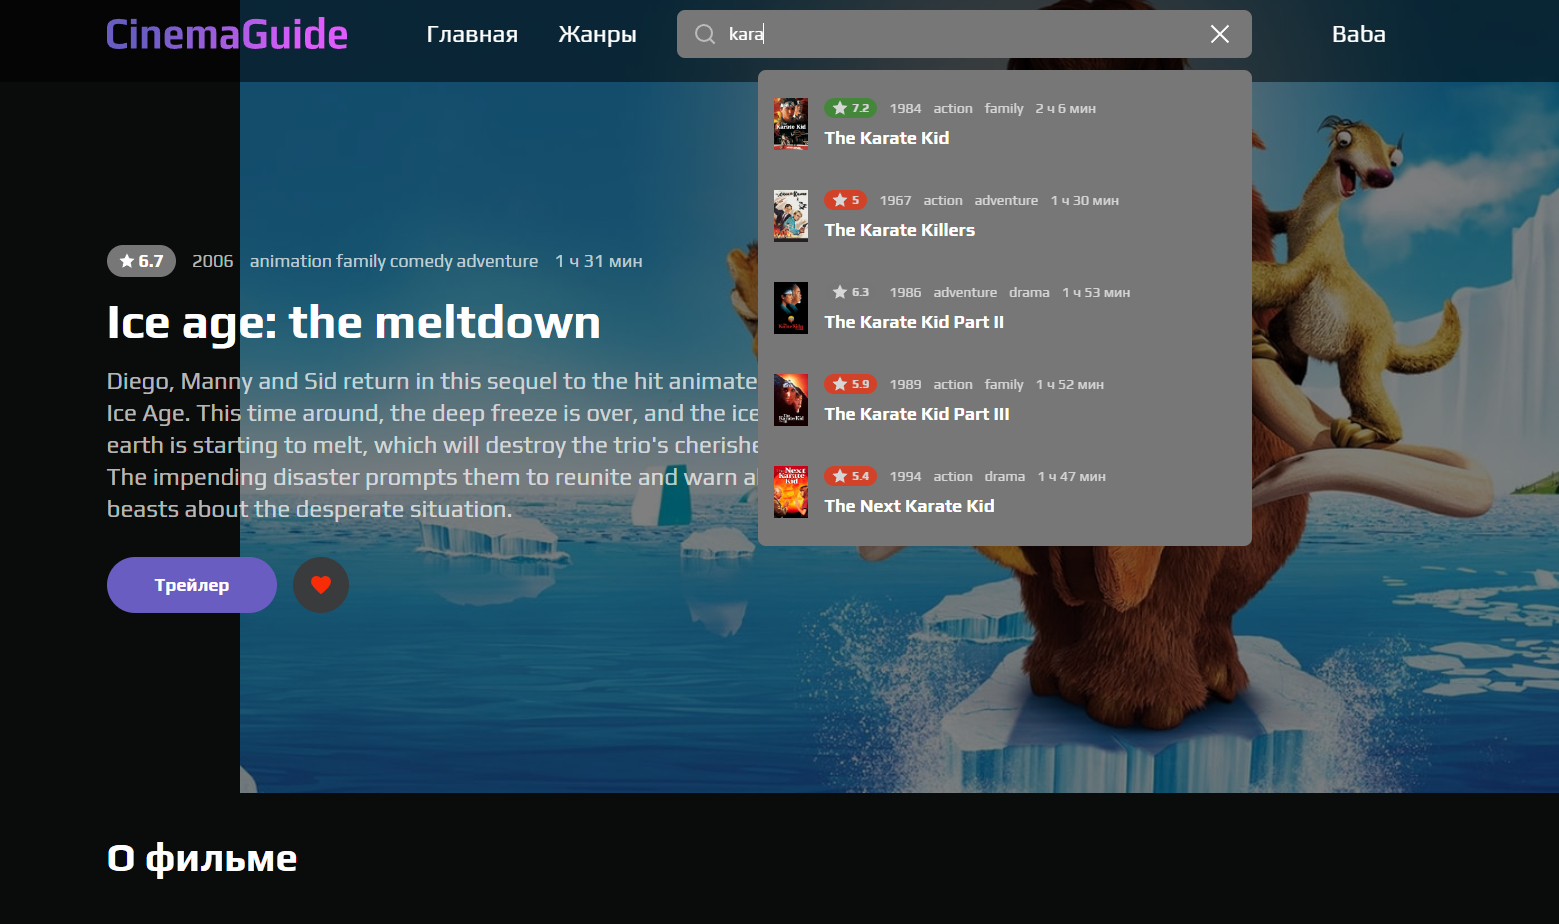 CinemaGuide Главная Жанры kara Baba
7.2 1984 action family 2 ч 6 мин
The Karate Kid
5 1967 action adventure 1 ч 30 мин
The Karate Killers
6.3 1986 adventure drama 1 ч 53 мин
The Karate Kid Part II
5.9 1989 action family 1 ч 52 мин
The Karate Kid Part III
5.4 1994 action drama 1 ч 47 мин
The Next Karate Kid
6.7 2006 animation family comedy adventure 1 ч 31 мин
Ice age: the meltdown
Diego, Manny and Sid return in this sequel to the hit animate
Ice Age. This time around, the deep freeze is over, and the ice
earth is starting to melt, which will destroy the trio's cherishe
The impending disaster prompts them to reunite and warn a
beasts about the desperate situation.
Трейлер
О фильме